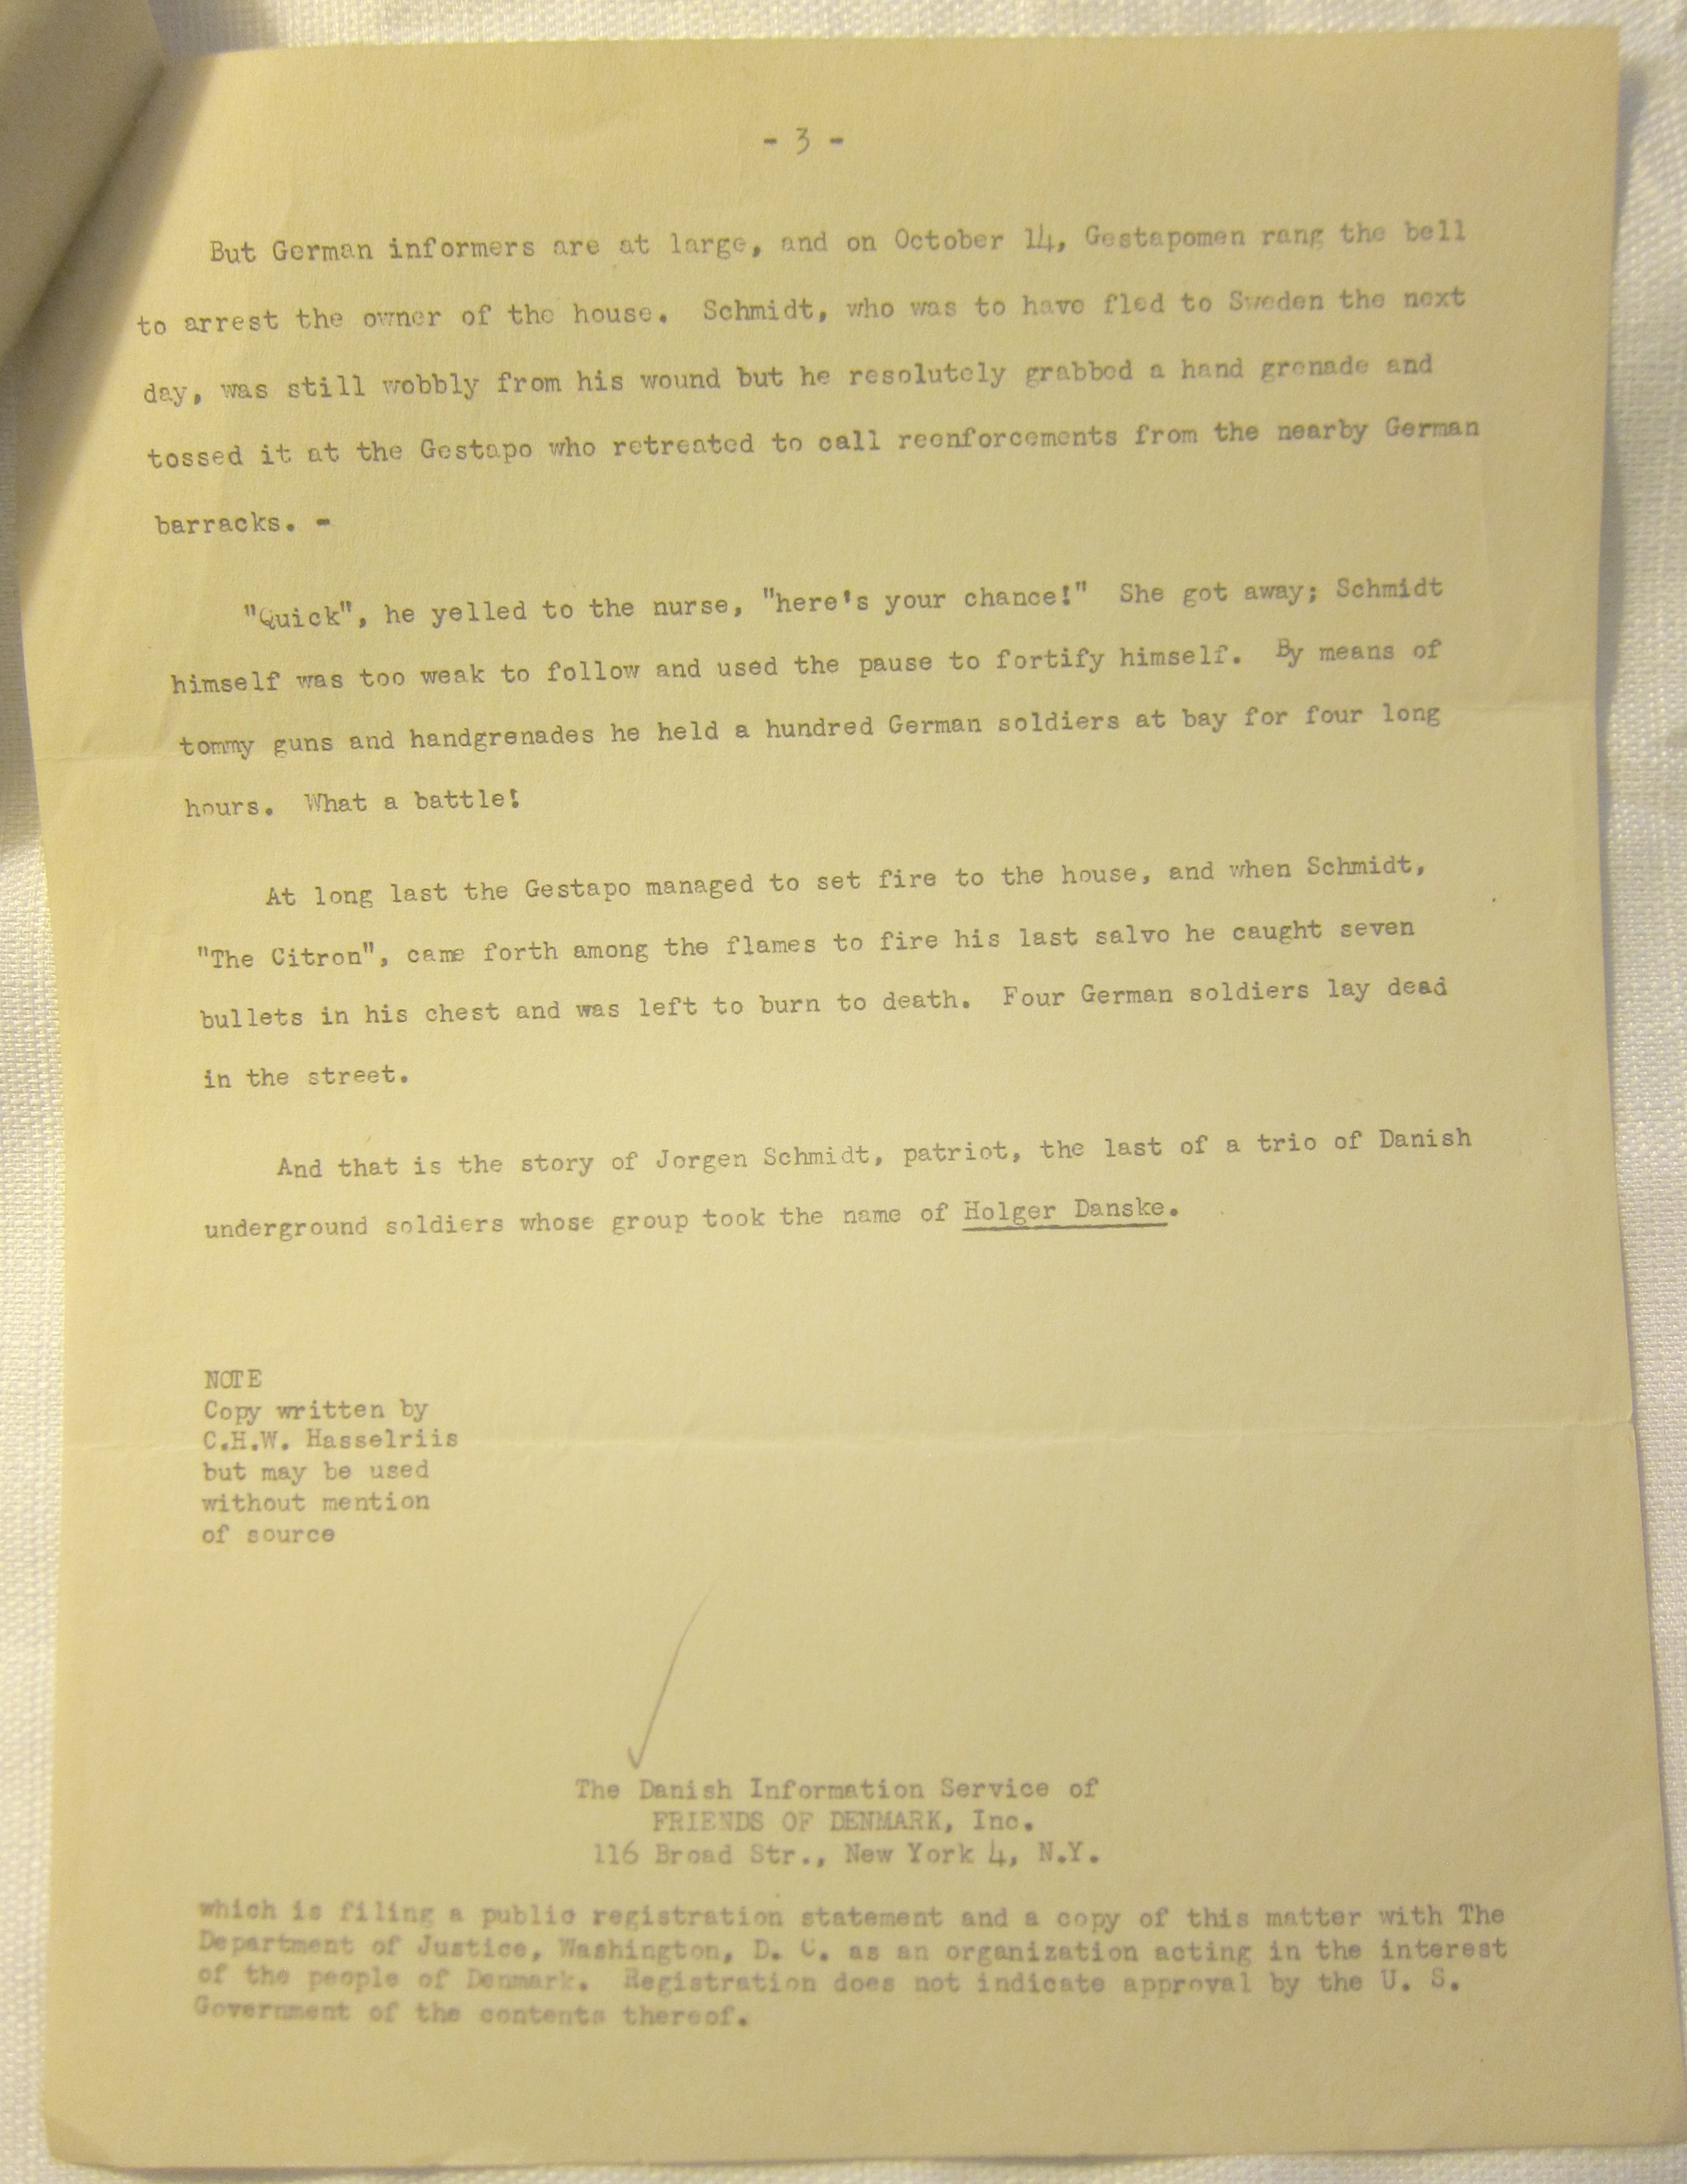 - 3 -
But German informers are at large, and on October 14, Gestapomen rang the bell
to arrest the owner of the house. Schmidt, who was to have fled to Sweden the next
day, was still wobbly from his wound but he resolutely grabbed a hand grenade and
tossed it at the Gestapo who retreated to call reenforcements from the nearby German
barracks. -
"Quick", he yelled to the nurse, "here's your chance!" She got away; Schmidt
himself was too weak to follow and used the pause to fortify himself. By means of
tommy guns and handgrenades he held a hundred German soldiers at bay for four long
hours. What a battle!
At long last the Gestapo managed to set fire to the house, and when Schmidt,
"The Citron", came forth among the flames to fire his last salvo he caught seven
bullets in his chest and was left to burn to death. Four German soldiers lay dead
in the street.
And that is the story of Jorgen Schmidt, patriot, the last of a trio of Danish
underground soldiers whose group took the name of Holger Danske.
NOTE
Copy written by
C.H.W. Hasselriis
but may be used
without mention
of source
The Danish Information Service of
FRIENDS OF DENMARK, Inc.
116 Broad Str., New York 4, N.Y.
which is filing a public registration statement and a copy of this matter with The
Department of Justice, Washington, D. C. as an organization acting in the interest
of the people of Denmark. Registration does not indicate approval by the U. S.
Government of the contents thereof.